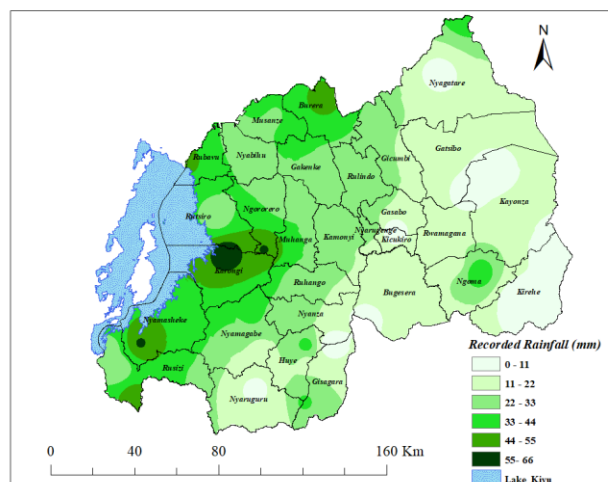 N
Nyagatare
Burera
Musanze
Rubavu
Nyabihu
Gakenke
Rulindo
Gicumbi
Gatsibo
Kayonza
Rutsiro
Ngororero
Gasabo
Nyarugenge
Kicukiro
Rwamagana
Muhanga
Kamonyi
Karongi
Ruhango
Bugesera
Ngoma
Kirehe
Nyamasheke
Nyamagabe
Nyanza
Huye
Rusizi
Gisagara
Nyaruguru
Recorded Rainfall (mm)
0 - 11
11 - 22
22 - 33
33 - 44
44 - 55
55 - 66
Lake Kivu
0 40 80 160 Km